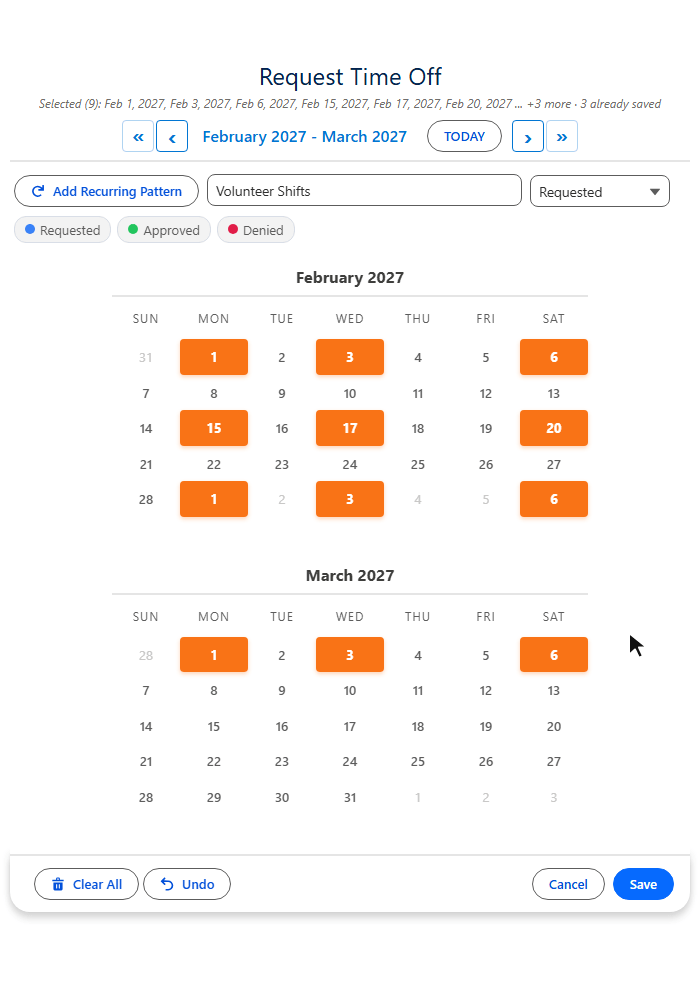 Request Time Off
Selected (9): Feb 1, 2027, Feb 3, 2027, Feb 6, 2027, Feb 15, 2027, Feb 17, 2027, Feb 20, 2027 ... +3 more · 3 already saved
« ‹ February 2027 - March 2027 TODAY › »
Add Recurring Pattern Volunteer Shifts Requested
Requested Approved Denied
February 2027
SUN MON TUE WED THU FRI SAT
31 1 2 3 4 5 6
7 8 9 10 11 12 13
14 15 16 17 18 19 20
21 22 23 24 25 26 27
28 1 2 3 4 5 6
March 2027
SUN MON TUE WED THU FRI SAT
28 1 2 3 4 5 6
7 8 9 10 11 12 13
14 15 16 17 18 19 20
21 22 23 24 25 26 27
28 29 30 31 1 2 3
Clear All Undo Cancel Save